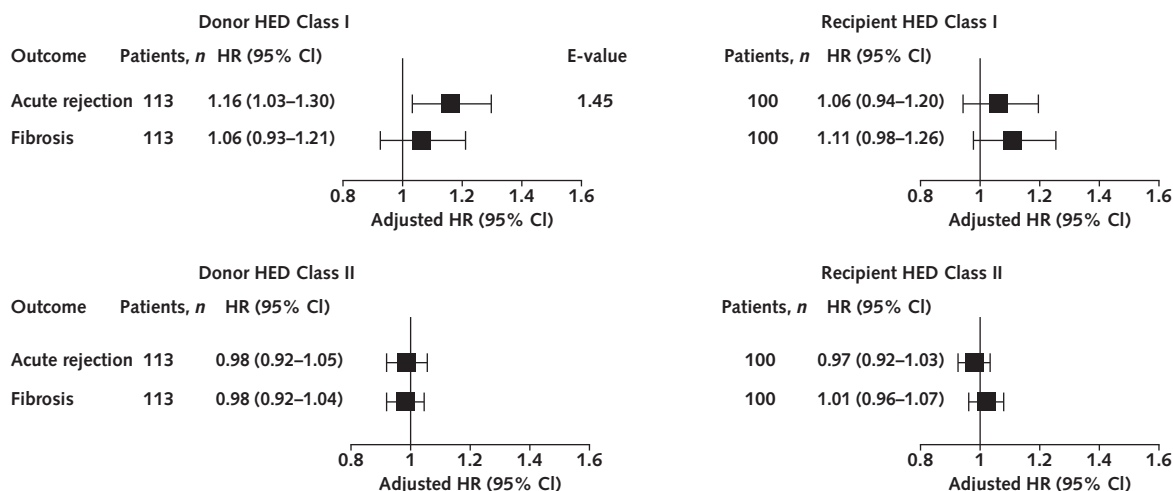 Donor HED Class I
Outcome Patients, n HR (95% CI) E-value
Acute rejection 113 1.16 (1.03–1.30) 1.45
Fibrosis 113 1.06 (0.93–1.21)
0.8 1 1.2 1.4 1.6
Adjusted HR (95% CI)
Recipient HED Class I
Patients, n HR (95% CI)
100 1.06 (0.94–1.20)
100 1.11 (0.98–1.26)
0.8 1 1.2 1.4 1.6
Adjusted HR (95% CI)
Donor HED Class II
Outcome Patients, n HR (95% CI)
Acute rejection 113 0.98 (0.92–1.05)
Fibrosis 113 0.98 (0.92–1.04)
0.8 1 1.2 1.4 1.6
Adjusted HR (95% CI)
Recipient HED Class II
Patients, n HR (95% CI)
100 0.97 (0.92–1.03)
100 1.01 (0.96–1.07)
0.8 1 1.2 1.4 1.6
Adjusted HR (95% CI)